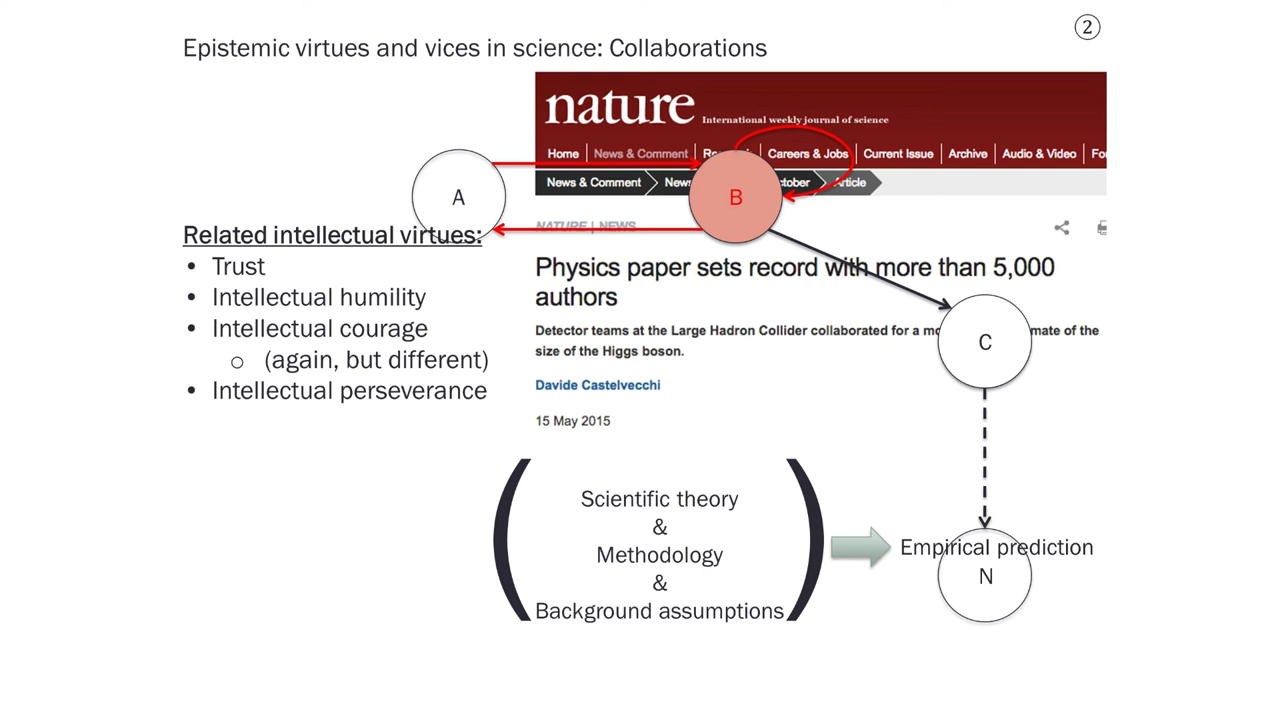 ②
Epistemic virtues and vices in science: Collaborations
nature
International weekly journal of science
Home News & Comment Careers & Jobs Current Issue Archive Audio & Video
News & Comment Article
A
B
NATURE | NEWS
Related intellectual virtues:
• Trust
• Intellectual humility
• Intellectual courage
o (again, but different)
• Intellectual perseverance
Physics paper sets record with more than 5,000
authors
Detector teams at the Large Hadron Collider collaborated for a of the
size of the Higgs boson.
C
Davide Castelvecchi
15 May 2015
Scientific theory
&
Methodology
&
Background assumptions
Empirical prediction
N